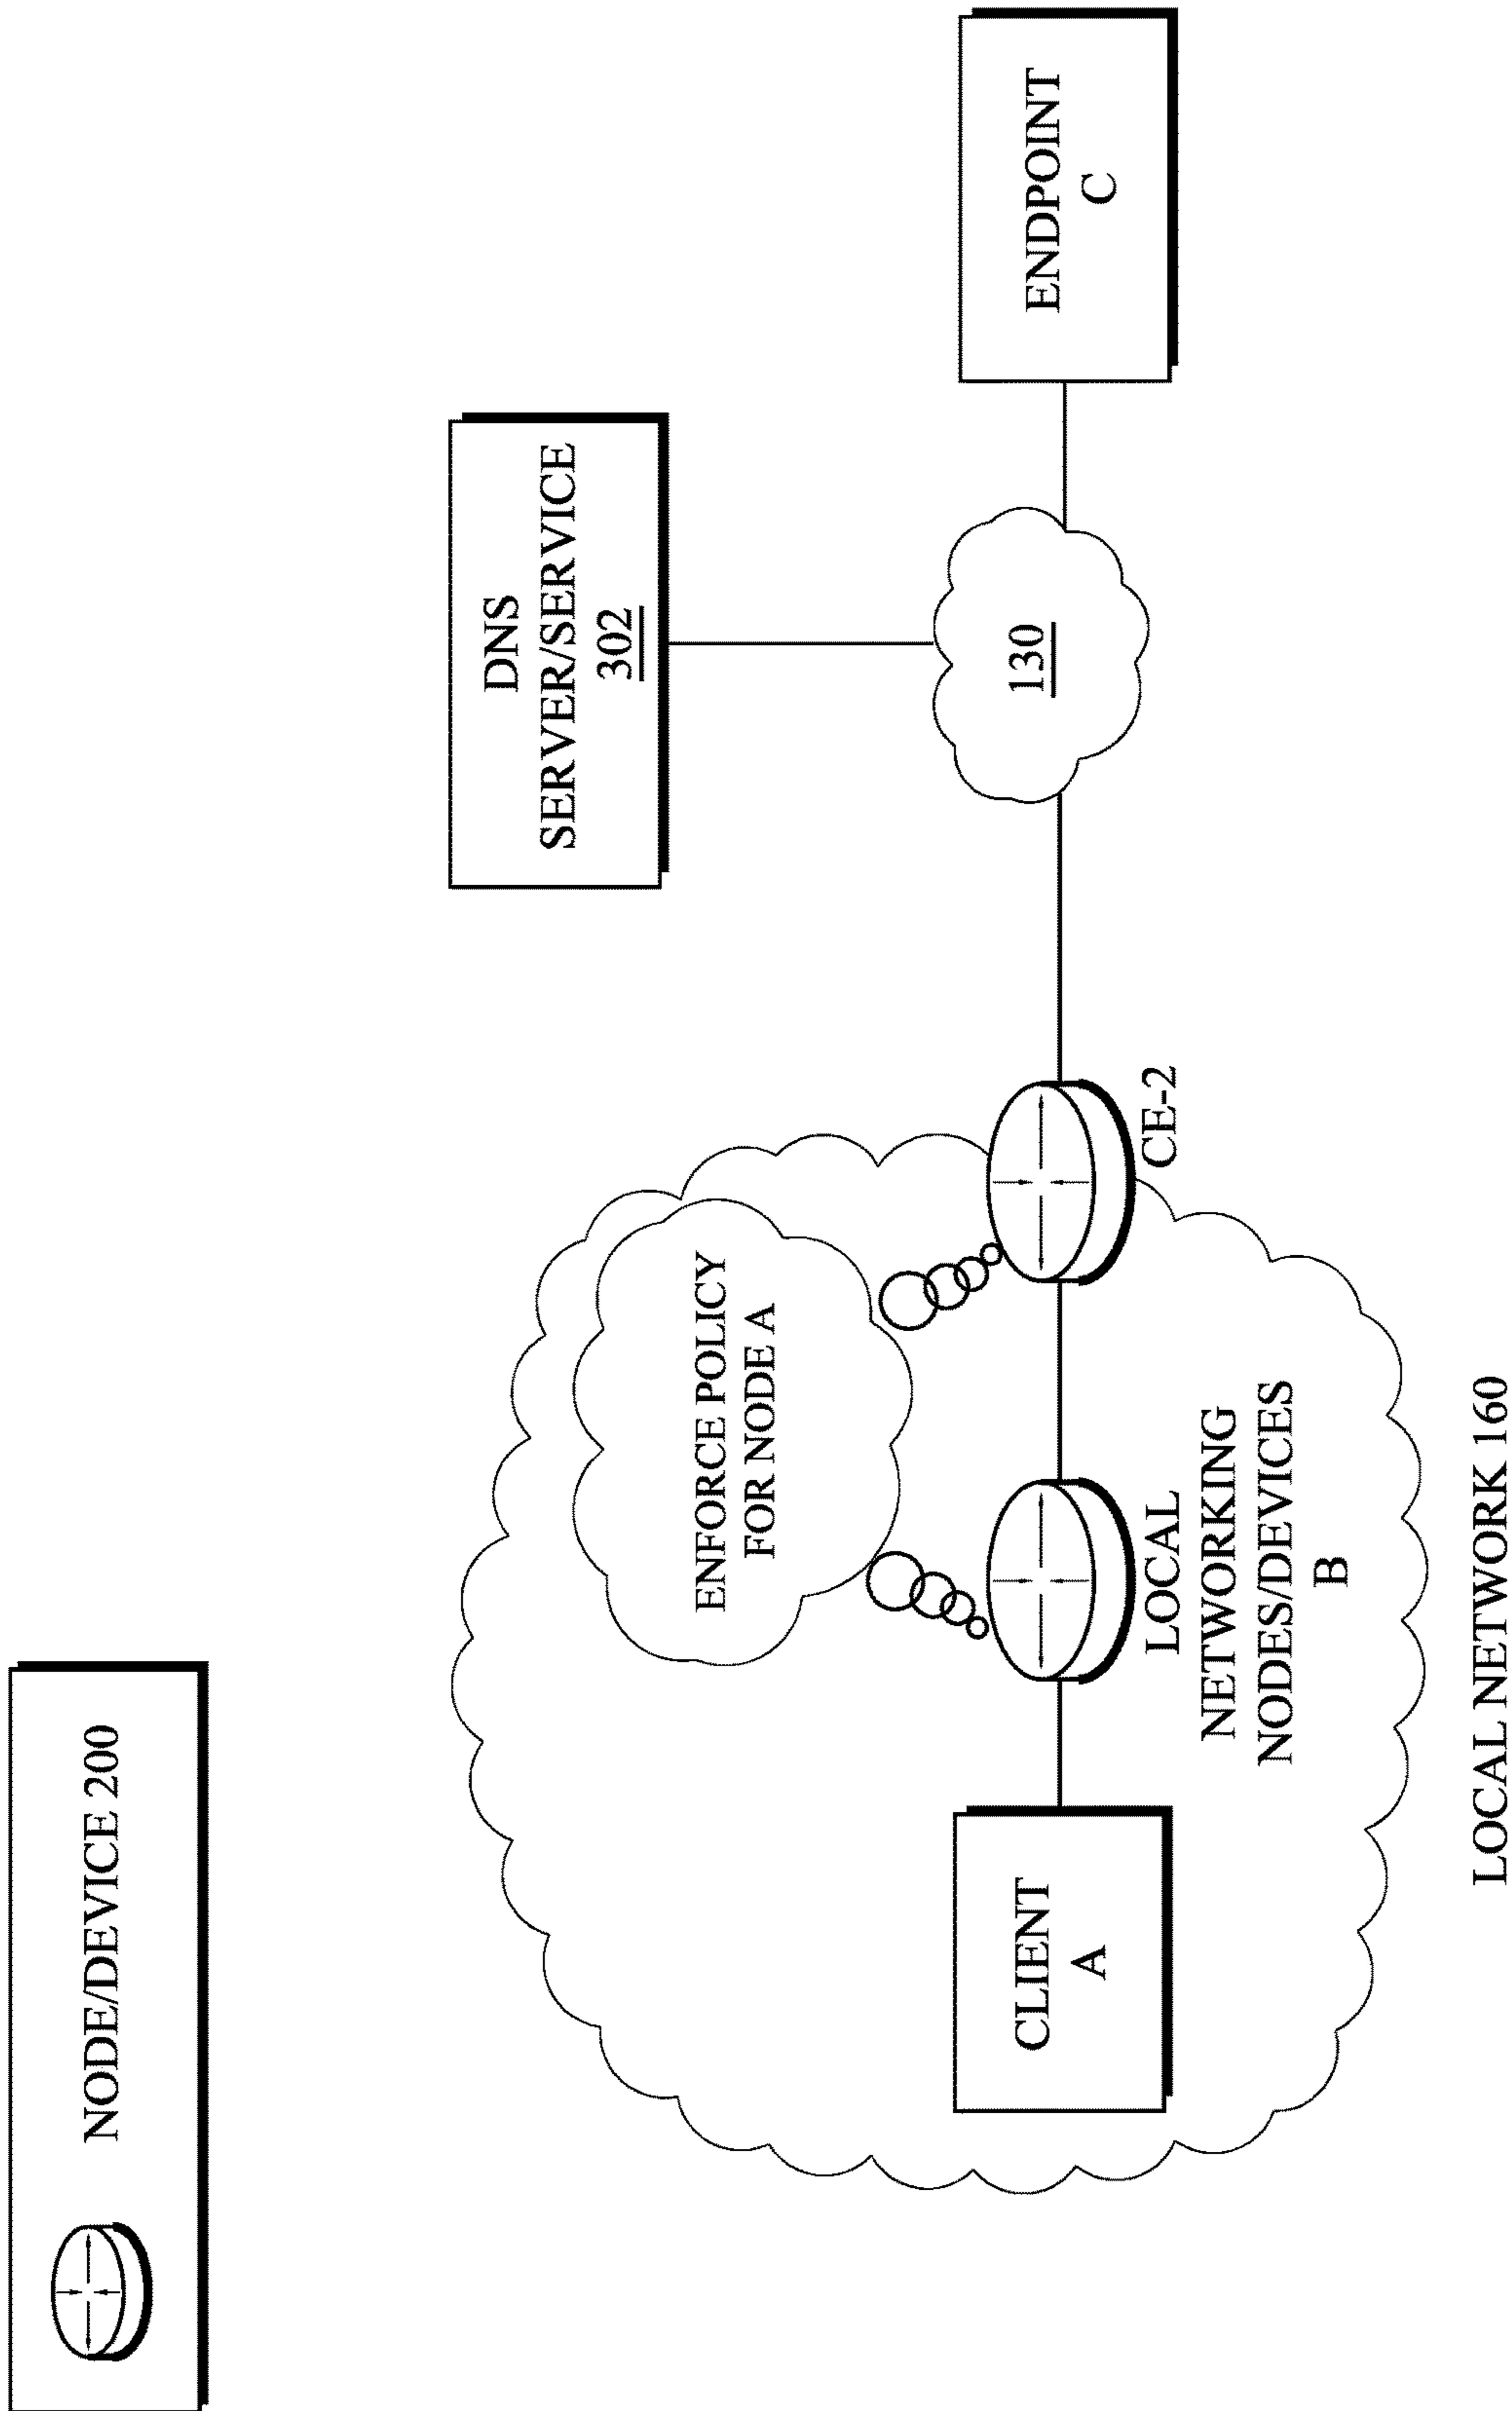 NODE/DEVICE 200
DNS
SERVER/SERVICE
302
ENFORCE POLICY
FOR NODE A
130
ENDPOINT
C
CLIENT
A
LOCAL
NETWORKING
NODES/DEVICES
B
CE-2
LOCAL NETWORK 160